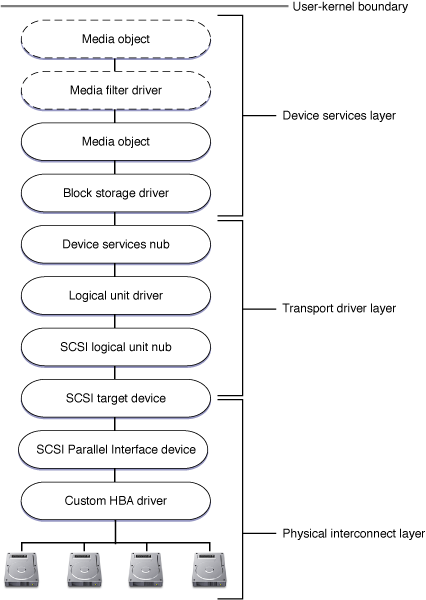 User-kernel boundary
Media object
Media filter driver
Media object
Device services layer
Block storage driver
Device services nub
Logical unit driver
Transport driver layer
SCSI logical unit nub
SCSI target device
SCSI Parallel Interface device
Custom HBA driver
Physical interconnect layer